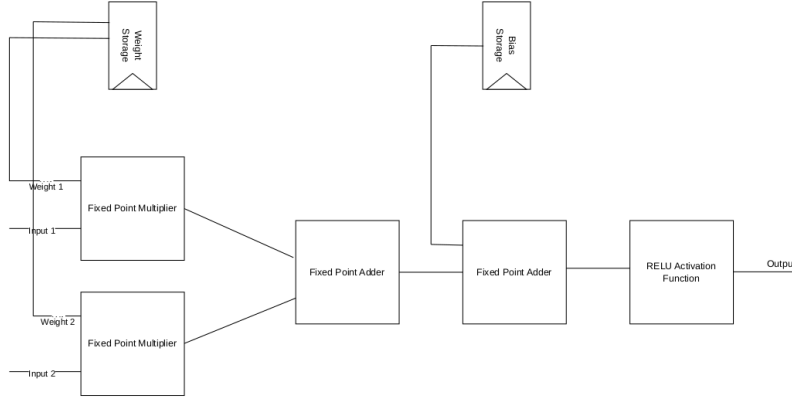 Weight
Storage
Bias
Storage
Weight 1
Fixed Point Multiplier
Input 1
Fixed Point Adder
Fixed Point Adder
RELU Activation
Function
Outpu
Weight 2
Fixed Point Multiplier
Input 2